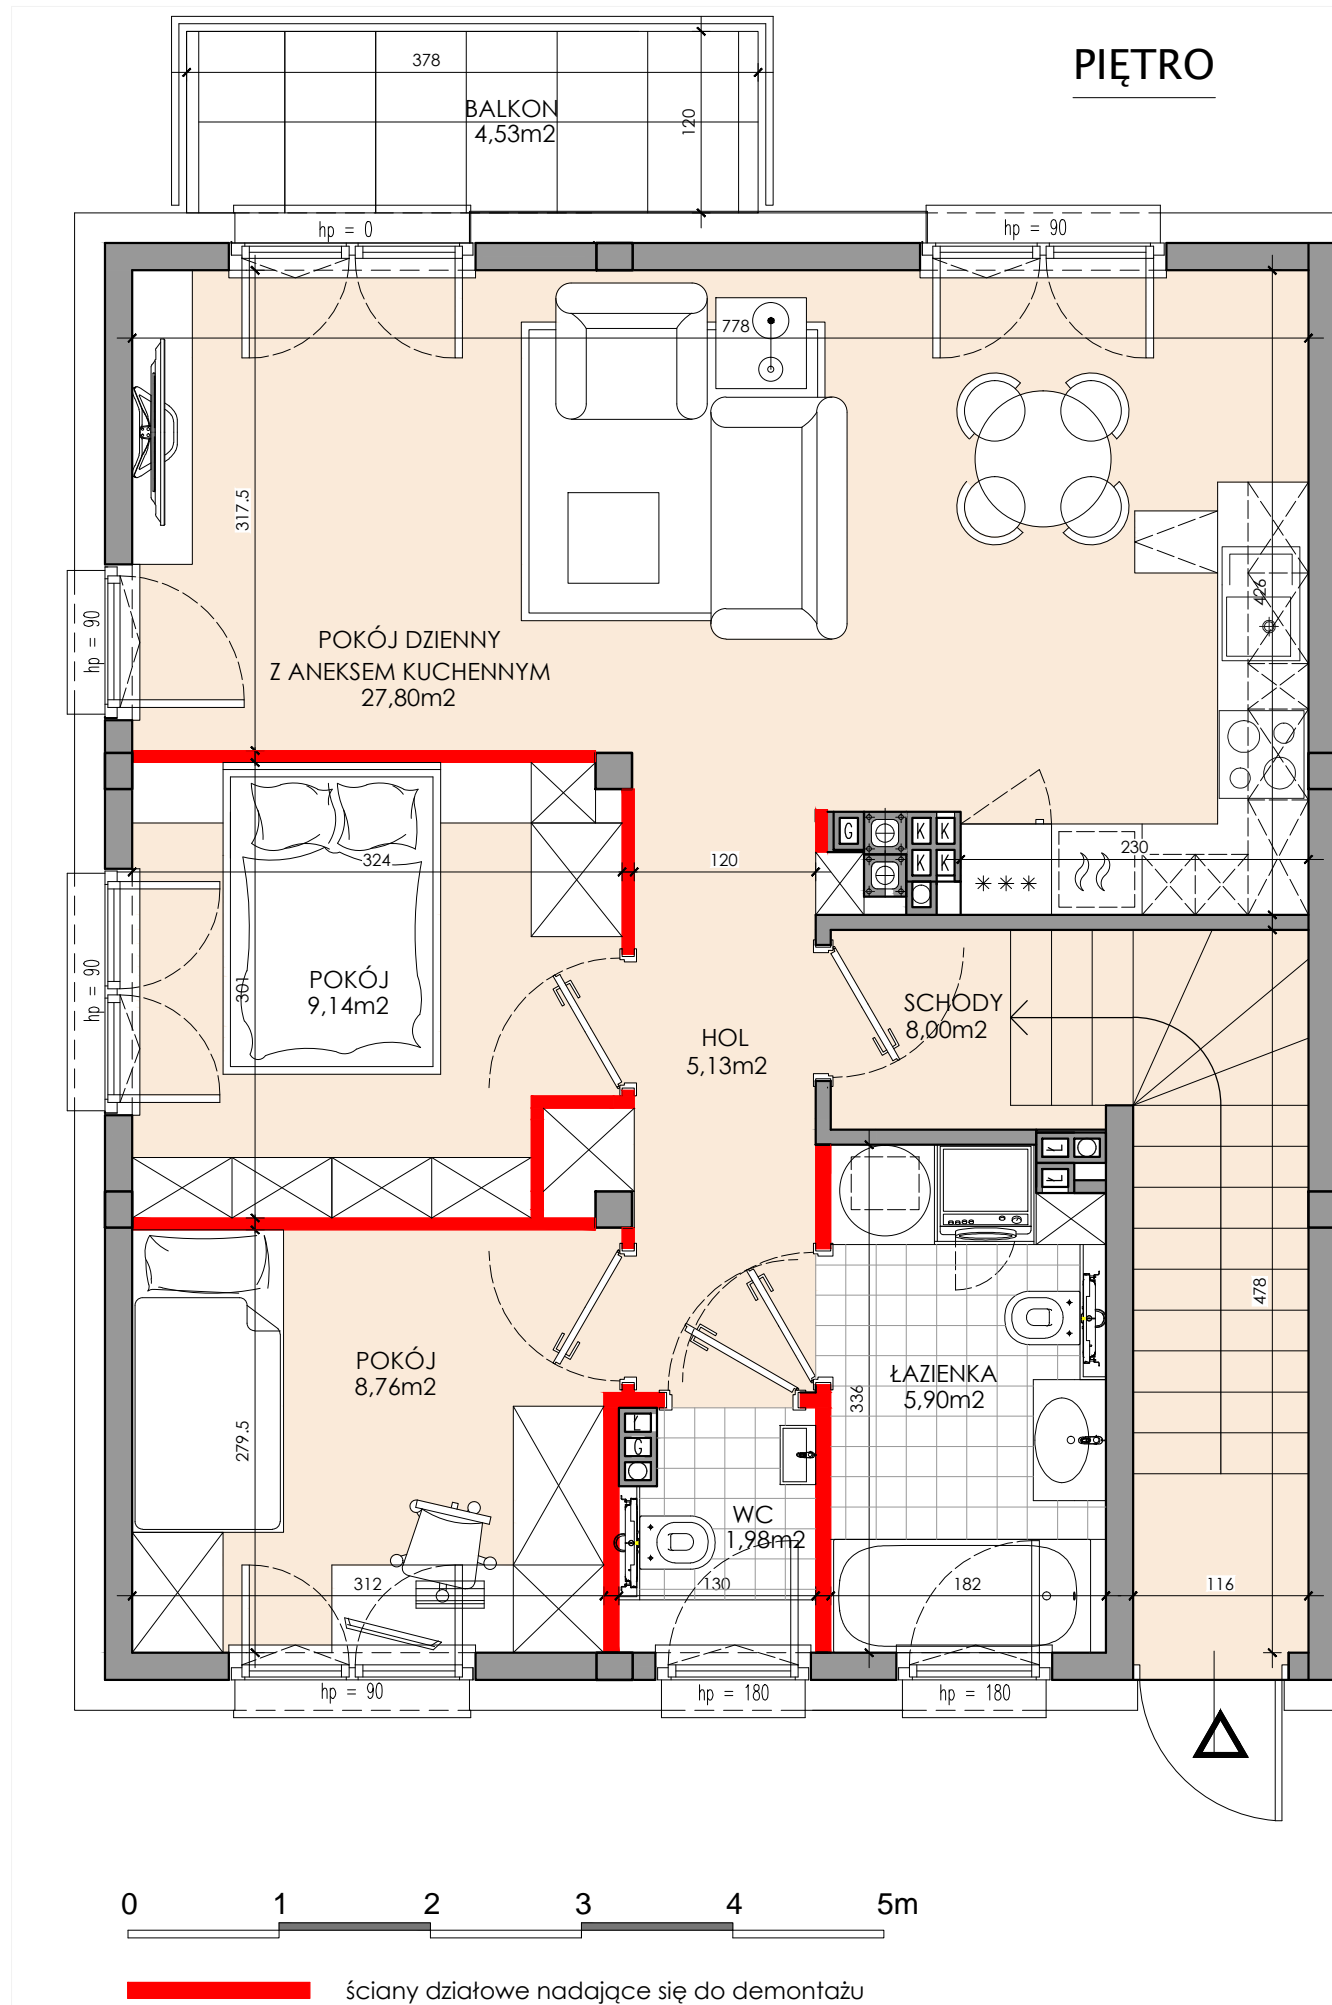 PIĘTRO
378
BALKON
4,53m2
120
hp = 0
hp = 90
778
317.5
426
hp = 90
POKÓJ DZIENNY
Z ANEKSEM KUCHENNYM
27,80m2
G
K
K
K
K
324
120
230
hp = 90
301
POKÓJ
9,14m2
HOL
5,13m2
SCHODY
8,00m2
478
POKÓJ
8,76m2
ŁAZIENKA
5,90m2
336
279.5
G
WC
1,98m2
312
130
182
116
hp = 90
hp = 180
hp = 180
0 1 2 3 4 5m
ściany działowe nadające się do demontażu